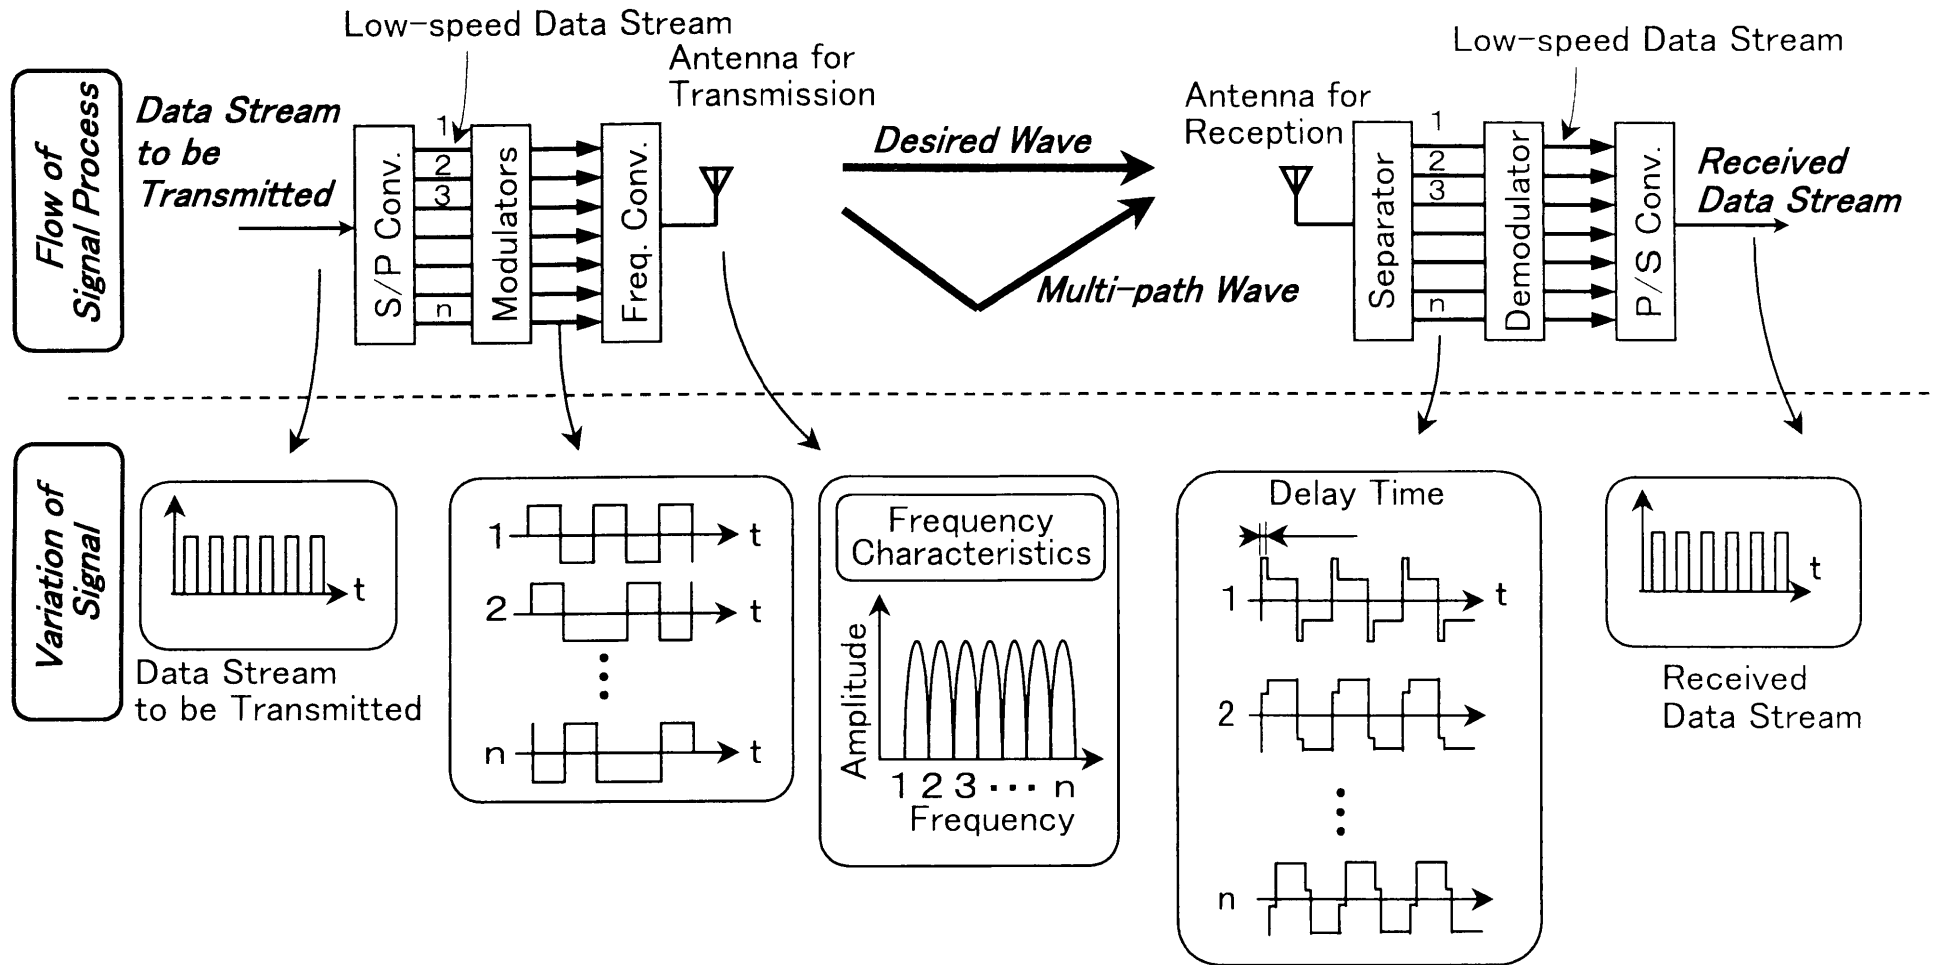 Low-speed Data Stream
Antenna for
Transmission
Low-speed Data Stream
Antenna for
Reception
Flow of
Signal Process
Data Stream
to be
Transmitted
S/P Conv.
1
2
3
n
Modulators
Freq. Conv.
Desired Wave
Multi-path Wave
Separator
1
2
3
n
Demodulator
P/S Conv.
Received
Data Stream
Variation of
Signal
t
Data Stream
to be Transmitted
1 t
2 t
n t
Frequency
Characteristics
Amplitude
1 2 3 ··· n
Frequency
Delay Time
1 t
2
n
t
Received
Data Stream